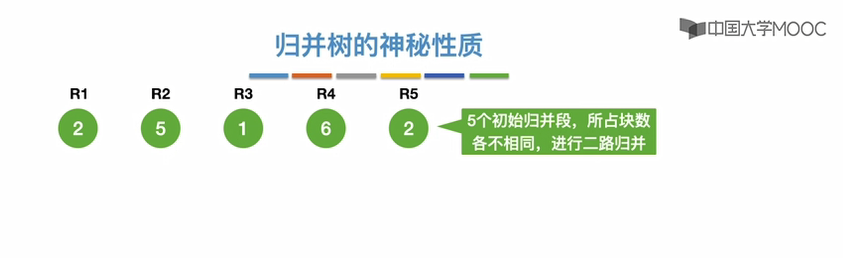 中国大学MOOC
归并树的神秘性质
R1 R2 R3 R4 R5
2 5 1 6 2
5个初始归并段，所占块数
各不相同，进行二路归并